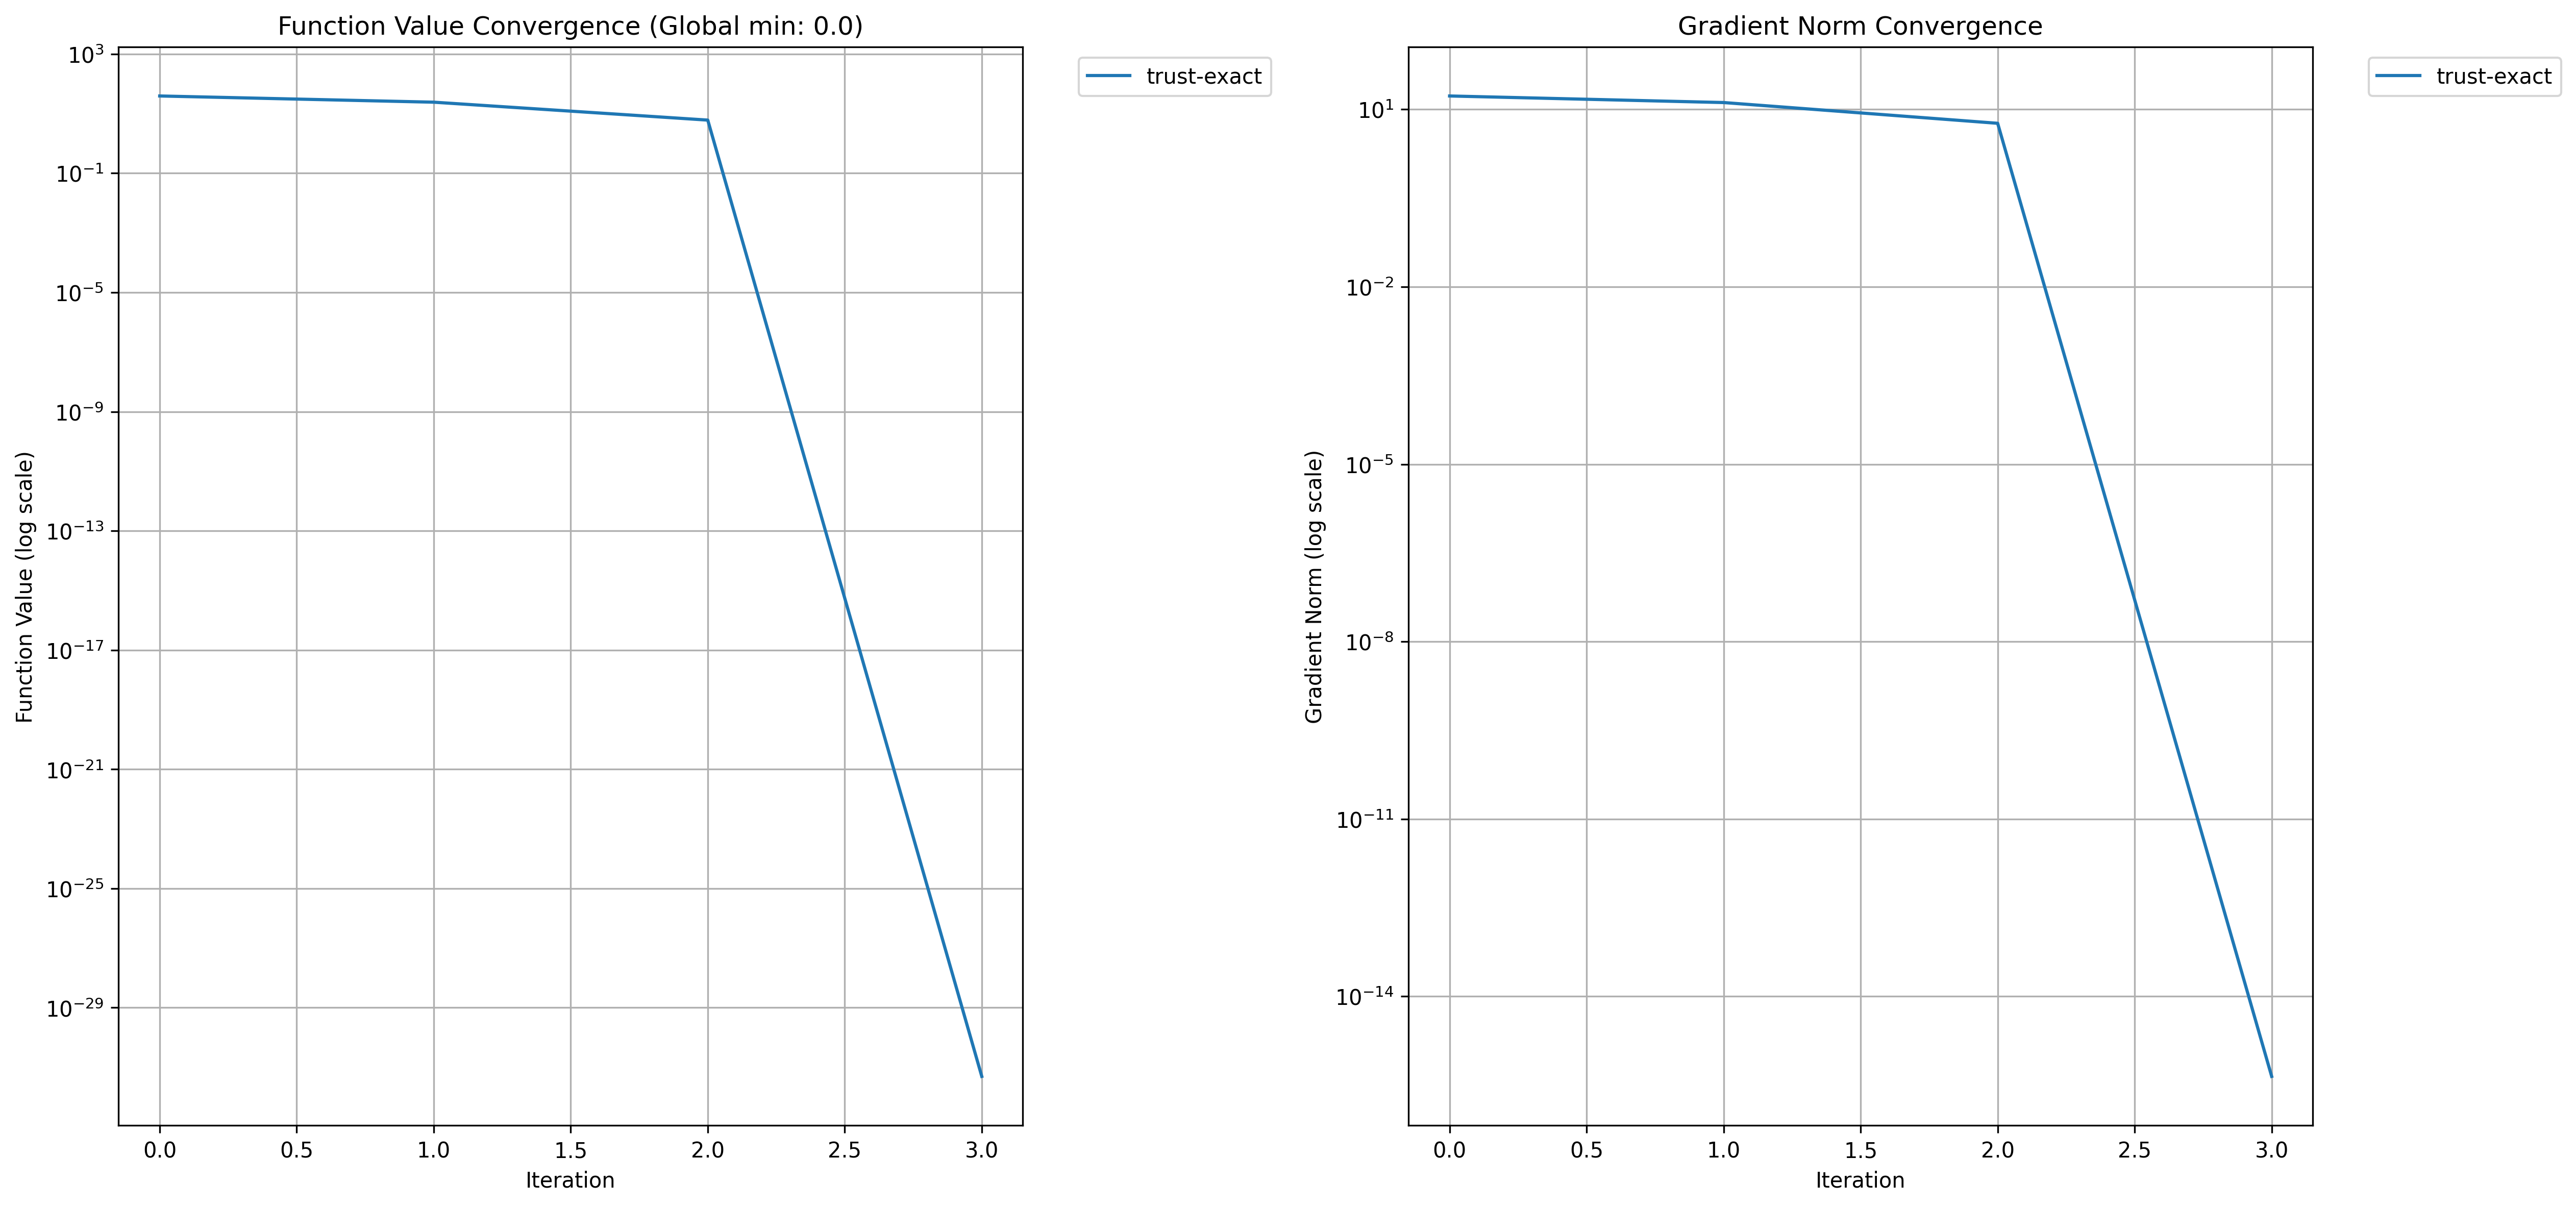 Function Value Convergence (Global min: 0.0)
trust-exact
Function Value (log scale)
10³
10⁻¹
10⁻⁵
10⁻⁹
10⁻¹³
10⁻¹⁷
10⁻²¹
10⁻²⁵
10⁻²⁹
0.0 0.5 1.0 1.5 2.0 2.5 3.0
Iteration
Gradient Norm Convergence
trust-exact
Gradient Norm (log scale)
10¹
10⁻²
10⁻⁵
10⁻⁸
10⁻¹¹
10⁻¹⁴
0.0 0.5 1.0 1.5 2.0 2.5 3.0
Iteration